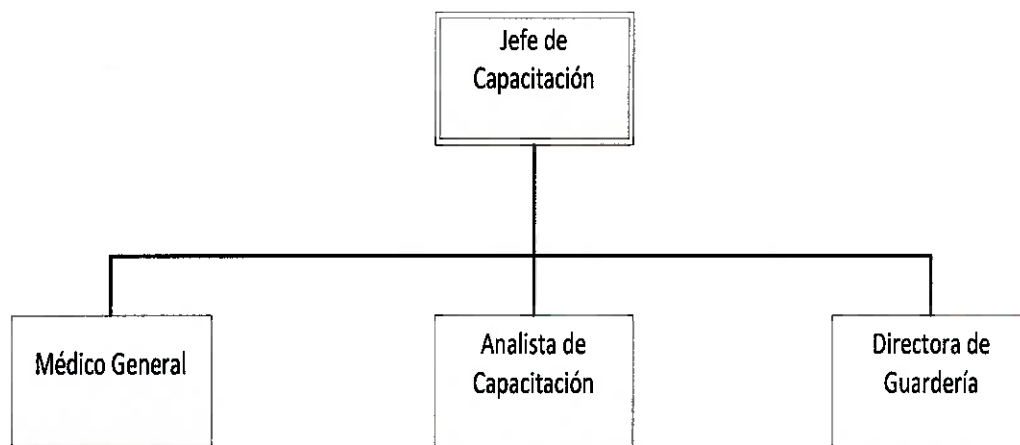 Jefe de
Capacitación
Médico General
Analista de
Capacitación
Directora de
Guardería